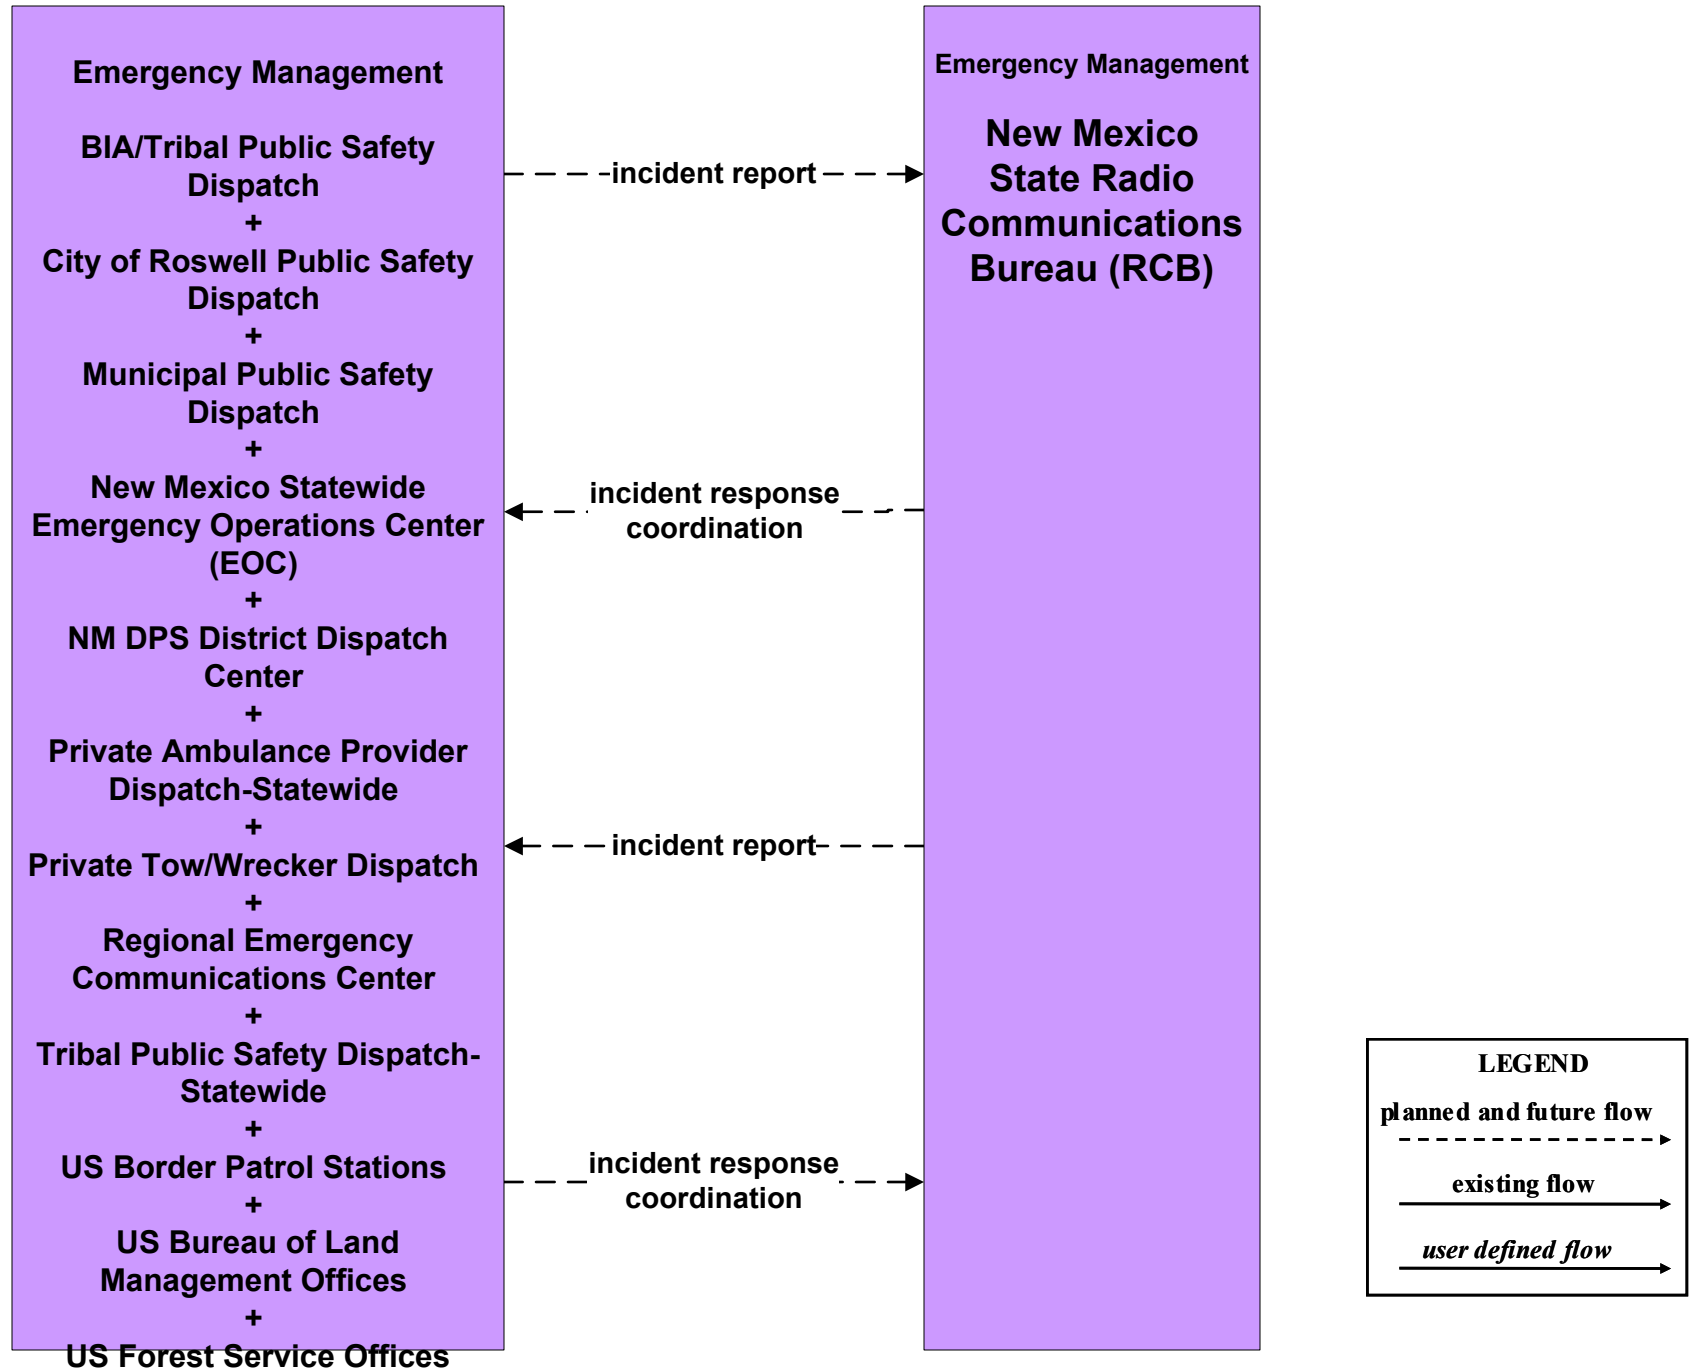 Emergency Management
BIA/Tribal Public Safety
Dispatch
+
City of Roswell Public Safety
Dispatch
+
Municipal Public Safety
Dispatch
+
New Mexico Statewide
Emergency Operations Center
(EOC)
+
NM DPS District Dispatch
Center
+
Private Ambulance Provider
Dispatch-Statewide
+
Private Tow/Wrecker Dispatch
+
Regional Emergency
Communications Center
+
Tribal Public Safety Dispatch-
Statewide
+
US Border Patrol Stations
+
US Bureau of Land
Management Offices
+
US Forest Service Offices
incident report
incident response
coordination
incident report
incident response
coordination
Emergency Management
New Mexico
State Radio
Communications
Bureau (RCB)
LEGEND
planned and future flow
existing flow
user defined flow